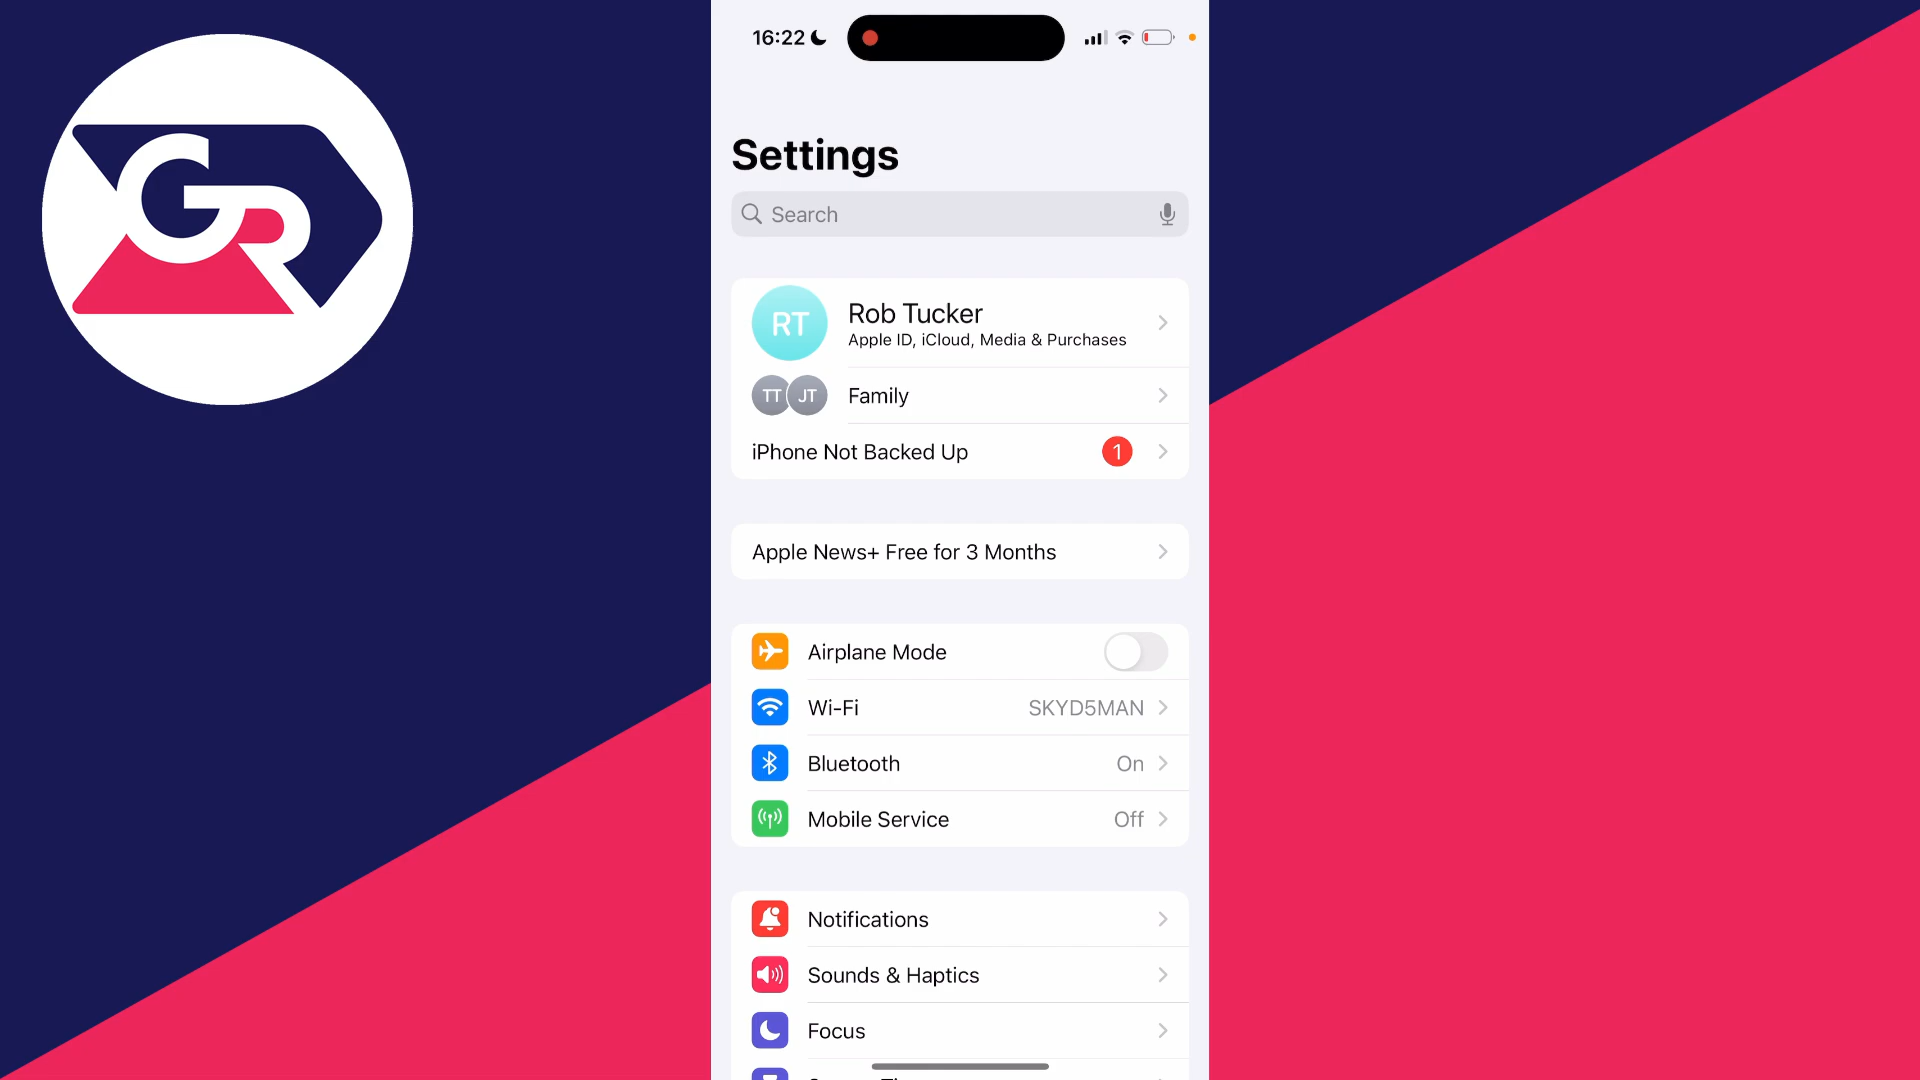 GR
16:22
Settings
Search
RT
Rob Tucker
Apple ID, iCloud, Media & Purchases
TT JT Family
iPhone Not Backed Up 1
Apple News+ Free for 3 Months
Airplane Mode
Wi-Fi SKYD5MAN
Bluetooth On
Mobile Service Off
Notifications
Sounds & Haptics
Focus